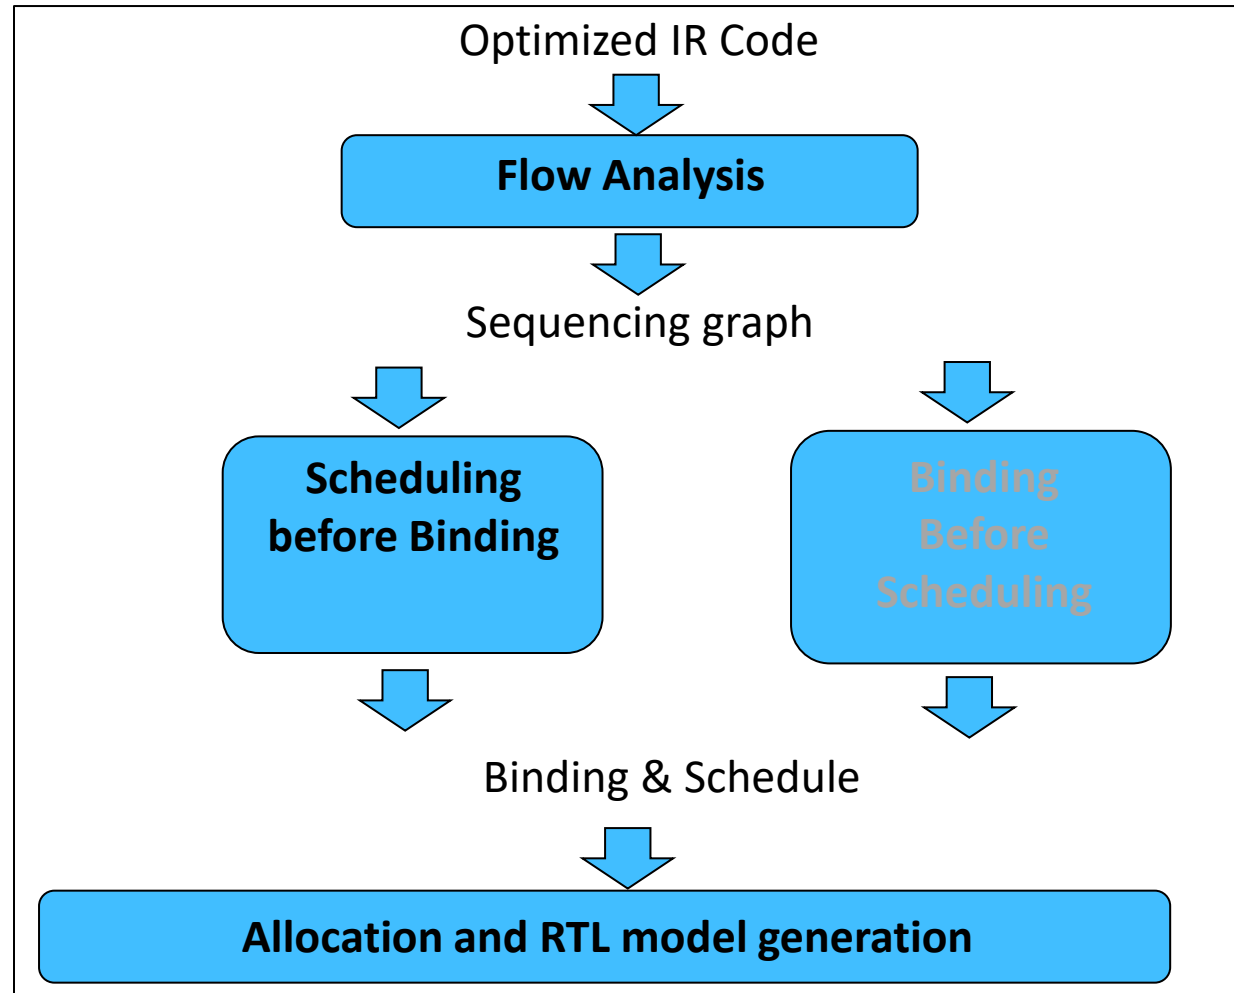 Optimized IR Code
Flow Analysis
Sequencing graph
Scheduling
before Binding
Binding
Before
Scheduling
Binding & Schedule
Allocation and RTL model generation